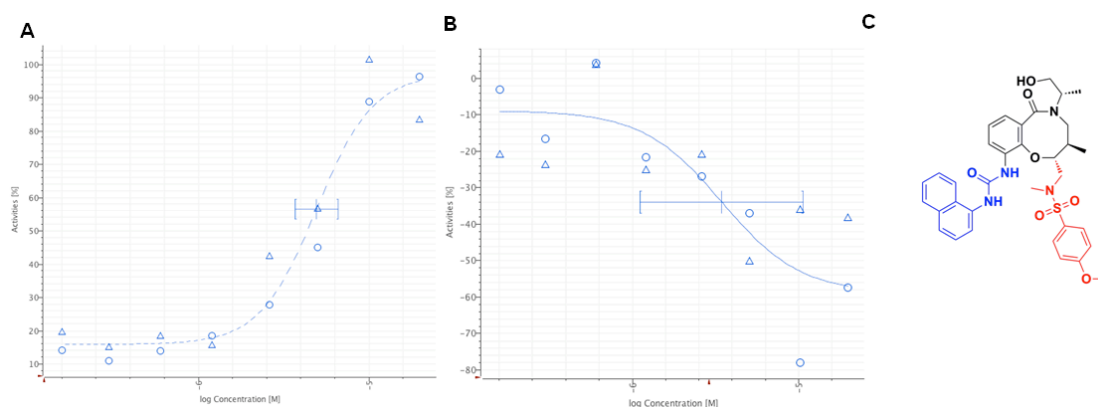 A
Activities [%]
100
90
80
70
60
50
40
30
20
10
-6
-5
log Concentration [M]
B
Activities [%]
0
-10
-20
-30
-40
-50
-60
-70
-80
-6
-5
log Concentration [M]
C
HO
O
N
O
O
NH
NH
N
O
S
O
O